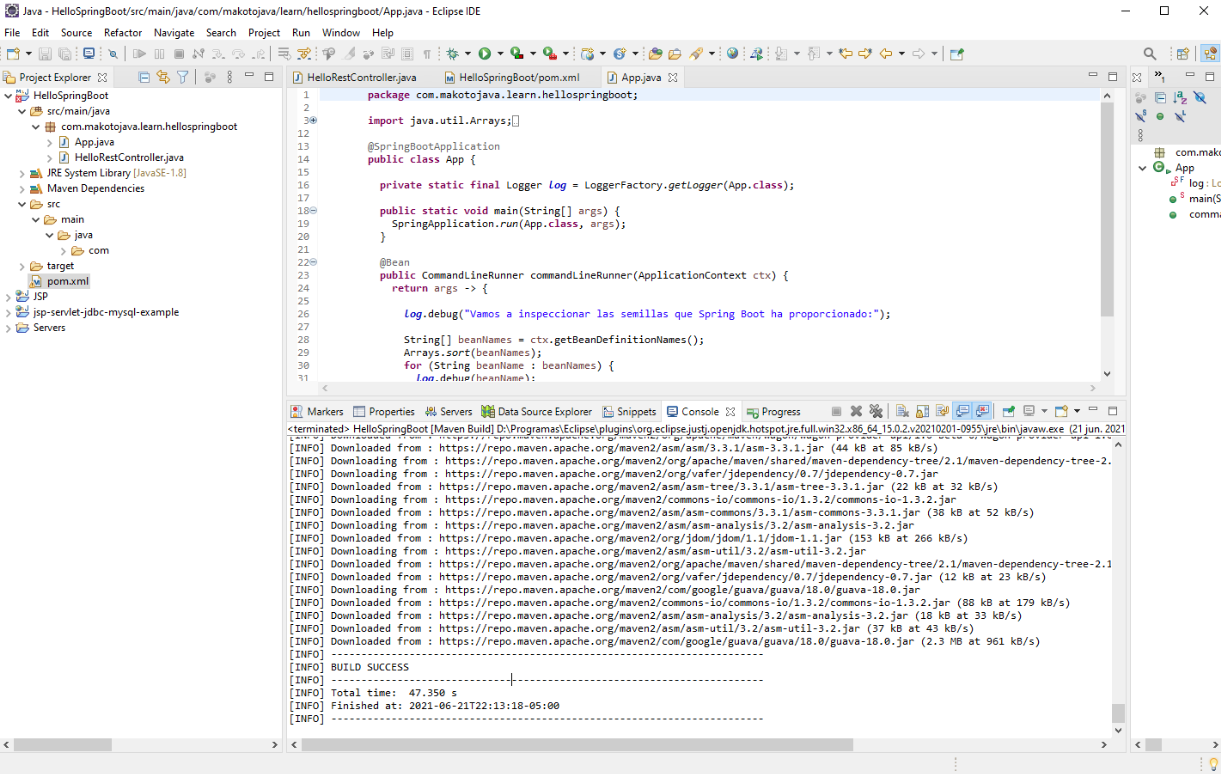 Java - HelloSpringBoot/src/main/java/com/makotojava/learn/hellospringboot/App.java - Eclipse IDE
File Edit Source Refactor Navigate Search Project Run Window Help
Project Explorer
HelloSpringBoot
src/main/java
com.makotojava.learn.hellospringboot
App.java
HelloRestController.java
JRE System Library [JavaSE-1.8]
Maven Dependencies
src
main
java
com
target
pom.xml
JSP
jsp-servlet-jdbc-mysql-example
Servers
HelloRestController.java HelloSpringBoot/pom.xml App.java
1 package com.makotojava.learn.hellospringboot;
2
3 import java.util.Arrays;
12
13 @SpringBootApplication
14 public class App {
15
16 private static final Logger log = LoggerFactory.getLogger(App.class);
17
18 public static void main(String[] args) {
19 SpringApplication.run(App.class, args);
20 }
21
22 @Bean
23 public CommandLineRunner commandLineRunner(ApplicationContext ctx) {
24 return args -> {
25
26 log.debug("Vamos a inspeccionar las semillas que Spring Boot ha proporcionado:");
27
28 String[] beanNames = ctx.getBeanDefinitionNames();
29 Arrays.sort(beanNames);
30 for (String beanName : beanNames) {
31 log.debug(beanName);
com.mako
App
log : Lo
main(S
comma
Markers Properties Servers Data Source Explorer Snippets Console Progress
<terminated> HelloSpringBoot [Maven Build] D:\Programas\Eclipse\plugins\org.eclipse.justj.openjdk.hotspot.jre.full.win32.x86_64_15.0.2.v20210201-0955\jre\bin\javaw.exe (21 jun. 2021
[INFO] Downloaded from : https://repo.maven.apache.org/maven2/asm/asm/3.3.1/asm-3.3.1.jar (44 kB at 85 kB/s)
[INFO] Downloading from : https://repo.maven.apache.org/maven2/org/apache/maven/shared/maven-dependency-tree/2.1/maven-dependency-tree-2.
[INFO] Downloading from : https://repo.maven.apache.org/maven2/org/vafer/jdependency/0.7/jdependency-0.7.jar
[INFO] Downloaded from : https://repo.maven.apache.org/maven2/asm/asm-tree/3.3.1/asm-tree-3.3.1.jar (22 kB at 32 kB/s)
[INFO] Downloading from : https://repo.maven.apache.org/maven2/commons-io/commons-io/1.3.2/commons-io-1.3.2.jar
[INFO] Downloaded from : https://repo.maven.apache.org/maven2/asm/asm-commons/3.3.1/asm-commons-3.3.1.jar (38 kB at 52 kB/s)
[INFO] Downloading from : https://repo.maven.apache.org/maven2/asm/asm-analysis/3.2/asm-analysis-3.2.jar
[INFO] Downloaded from : https://repo.maven.apache.org/maven2/org/jdom/jdom/1.1/jdom-1.1.jar (153 kB at 266 kB/s)
[INFO] Downloading from : https://repo.maven.apache.org/maven2/asm/asm-util/3.2/asm-util-3.2.jar
[INFO] Downloaded from : https://repo.maven.apache.org/maven2/org/apache/maven/shared/maven-dependency-tree/2.1/maven-dependency-tree-2.1
[INFO] Downloaded from : https://repo.maven.apache.org/maven2/org/vafer/jdependency/0.7/jdependency-0.7.jar (12 kB at 23 kB/s)
[INFO] Downloading from : https://repo.maven.apache.org/maven2/com/google/guava/guava/18.0/guava-18.0.jar
[INFO] Downloaded from : https://repo.maven.apache.org/maven2/commons-io/commons-io/1.3.2/commons-io-1.3.2.jar (88 kB at 179 kB/s)
[INFO] Downloaded from : https://repo.maven.apache.org/maven2/asm/asm-analysis/3.2/asm-analysis-3.2.jar (18 kB at 33 kB/s)
[INFO] Downloaded from : https://repo.maven.apache.org/maven2/asm/asm-util/3.2/asm-util-3.2.jar (37 kB at 43 kB/s)
[INFO] Downloaded from : https://repo.maven.apache.org/maven2/com/google/guava/guava/18.0/guava-18.0.jar (2.3 MB at 961 kB/s)
[INFO] ------------------------------------------------------------------------
[INFO] BUILD SUCCESS
[INFO] ------------------------------------------------------------------------
[INFO] Total time:  47.350 s
[INFO] Finished at: 2021-06-21T22:13:18-05:00
[INFO] ------------------------------------------------------------------------